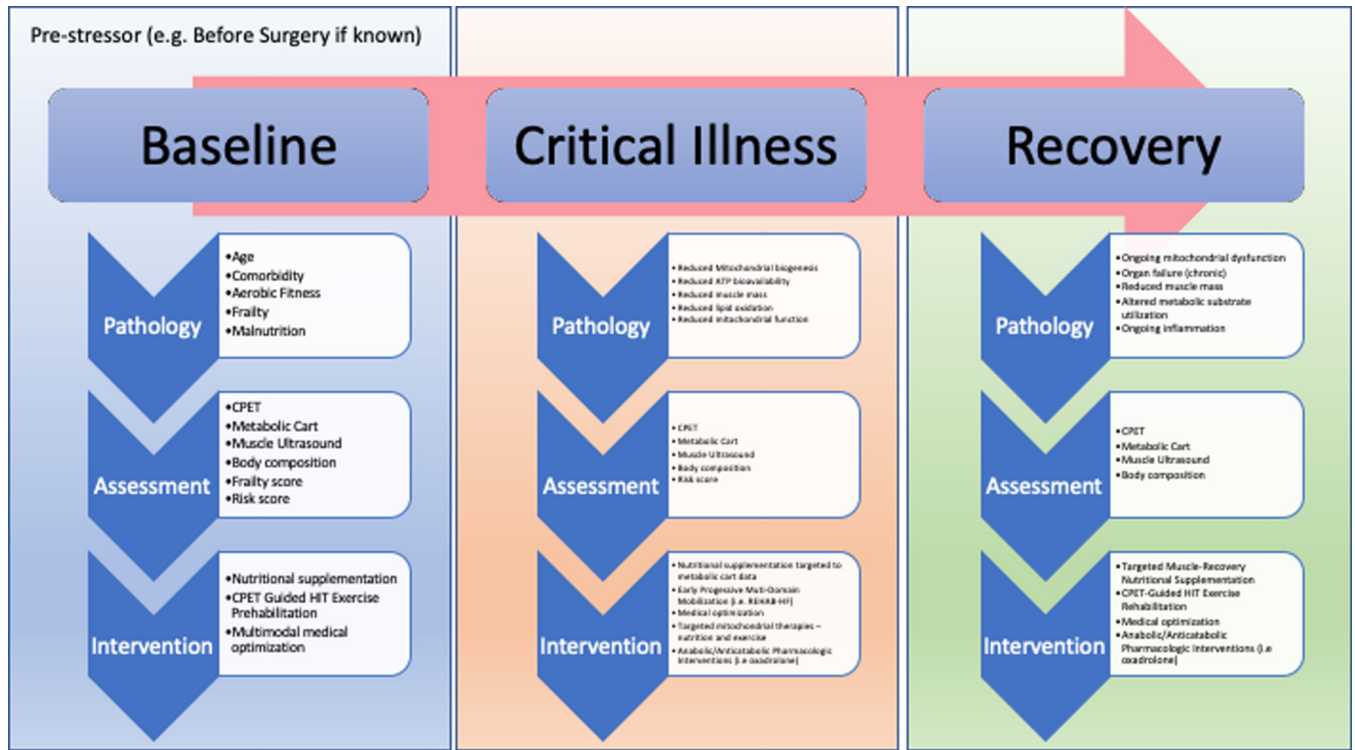 Pre-stressor (e.g. Before Surgery if known)
Baseline
Pathology
•Age
•Comorbidity
•Aerobic Fitness
•Frailty
•Malnutrition
Assessment
•CPET
•Metabolic Cart
•Muscle Ultrasound
•Body composition
•Frailty score
•Risk score
Intervention
•Nutritional supplementation
•CPET Guided HIT Exercise
Prehabilitation
•Multimodal medical
optimization
Critical Illness
Pathology
• Reduced Mitochondrial biogenesis
• Reduced ATP bioavailability
• Reduced muscle mass
• Reduced lipid oxidation
• Reduced mitochondrial function
Assessment
• CPET
• Metabolic Cart
• Muscle Ultrasound
• Body composition
• Risk score
Intervention
• Nutritional supplementation targeted to
metabolic cart data
• Early Progressive Muti-Domain
Mobilization (i.e. REHAB-HF)
• Medical optimization
• Targeted mitochondrial therapies –
nutrition and exercise
• Anabolic/Anticatabolic Pharmacologic
Interventions (i.e oxadrolone)
Recovery
Pathology
•Ongoing mitochondrial dysfunction
•Organ failure (chronic)
•Reduced muscle mass
•Altered metabolic substrate
utilization
•Ongoing inflammation
Assessment
•CPET
•Metabolic Cart
•Muscle Ultrasound
•Body composition
Intervention
•Targeted Muscle-Recovery
Nutritional Supplementation
•CPET-Guided HIT Exercise
Rehabilitation
•Medical optimization
•Anabolic/Anticatabolic
Pharmacologic Interventions (i.e
oxadrolone)